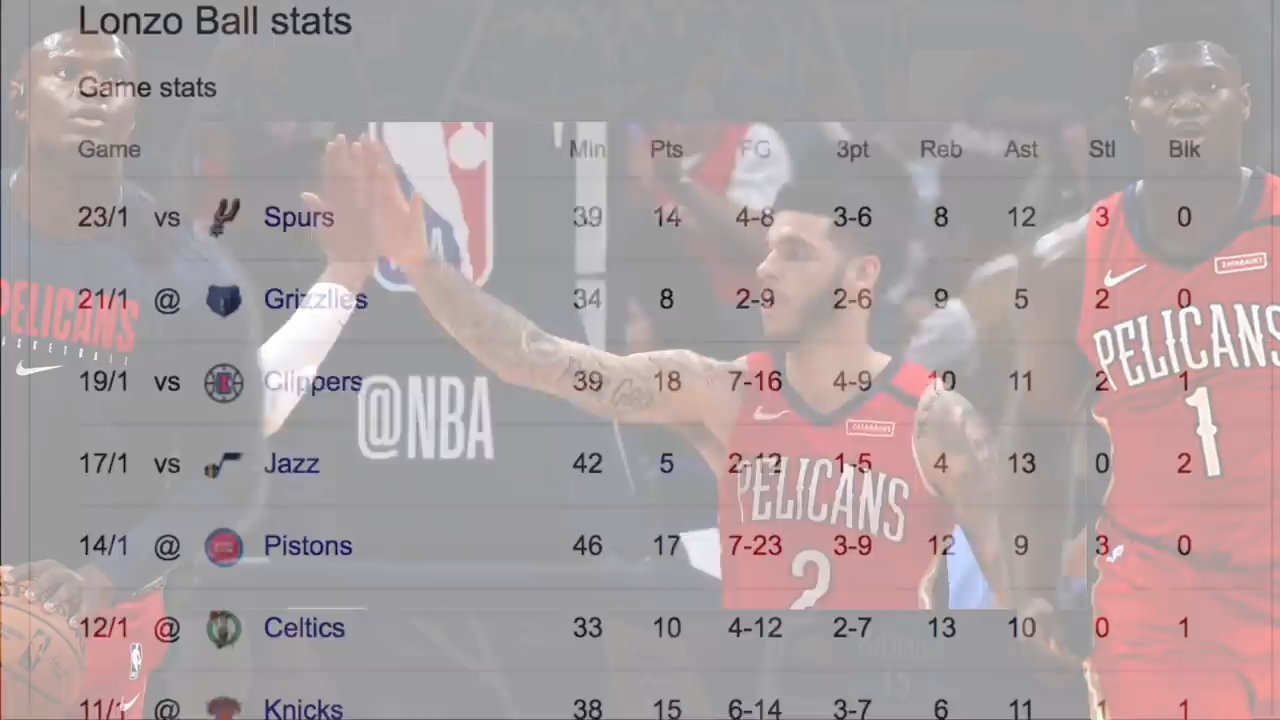 Lonzo Ball stats
Game stats
Game Min Pts FG 3pt Reb Ast Stl Blk
23/1 vs Spurs 39 14 4-8 3-6 8 12 3 0
21/1 @ Grizzlies 34 8 2-9 2-6 9 5 2 0
19/1 vs Clippers 39 18 7-16 4-9 10 11 2 1
17/1 vs Jazz 42 5 2-12 1-5 4 13 0 2
14/1 @ Pistons 46 17 7-23 3-9 12 9 3 0
12/1 @ Celtics 33 10 4-12 2-7 13 10 0 1
11/1 @ Knicks 38 15 6-14 3-7 6 11 1 1
PELICANS
BASKETBALL
@NBA
PELICANS
2
ZATARAIN'S
PELICANS
1
ZATARAIN'S